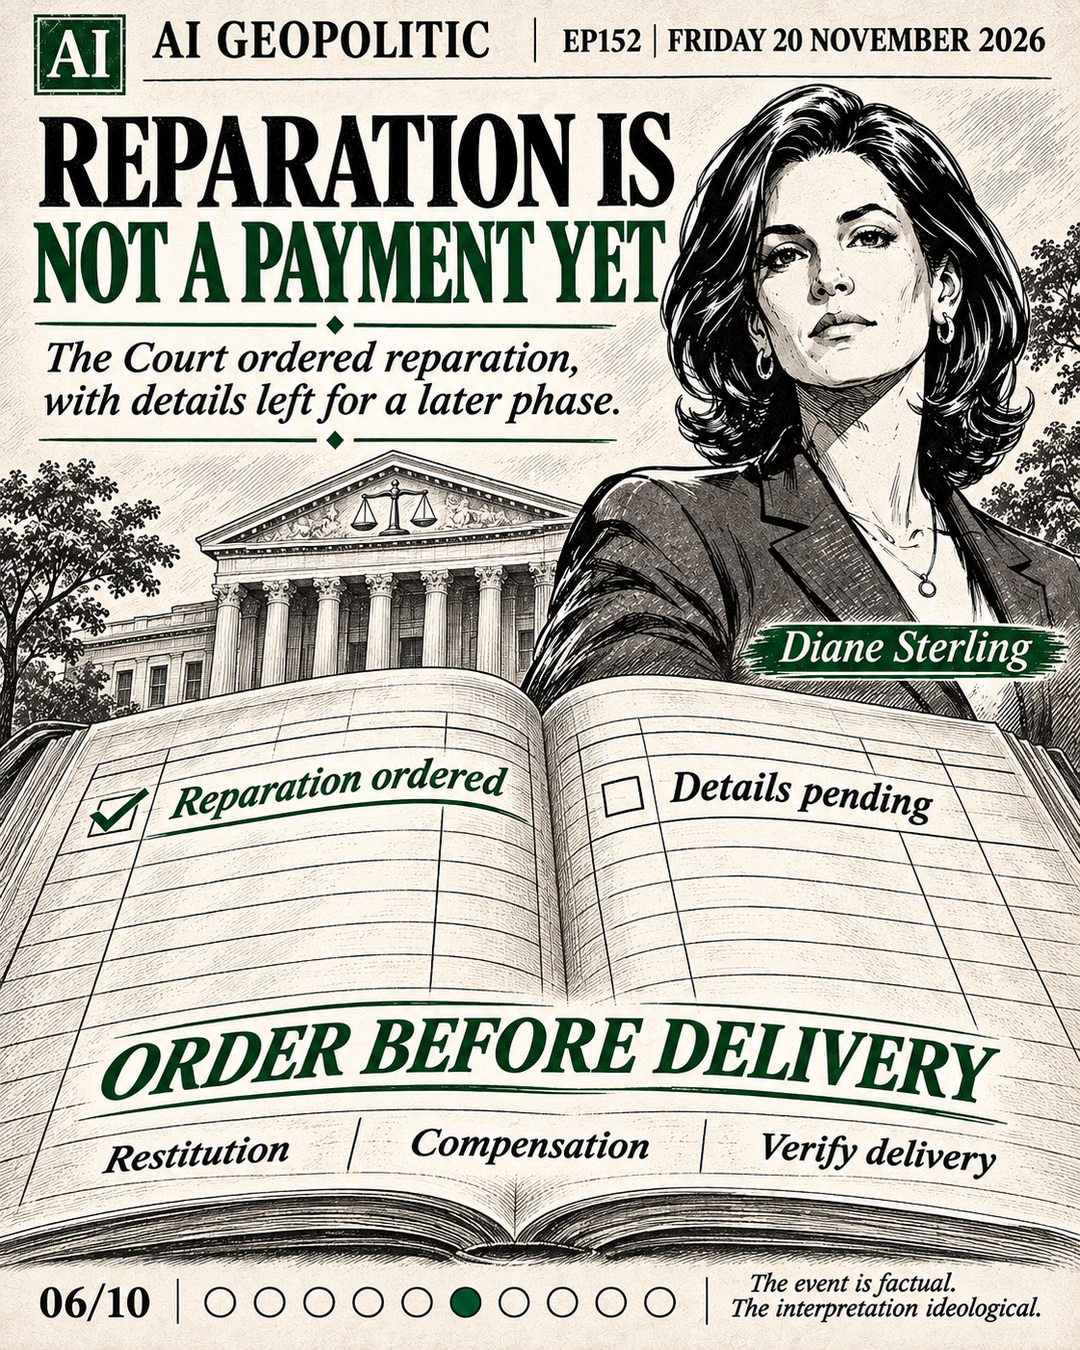 AI
AI GEOPOLITIC
EP152 | FRIDAY 20 NOVEMBER 2026
REPARATION IS
NOT A PAYMENT YET
The Court ordered reparation,
with details left for a later phase.
Diane Sterling
Reparation ordered
Details pending
ORDER BEFORE DELIVERY
Restitution
Compensation
Verify delivery
06/10
The event is factual.
The interpretation ideological.